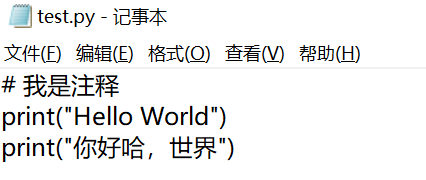 test.py - 记事本
文件(F) 编辑(E) 格式(O) 查看(V) 帮助(H)
# 我是注释
print("Hello World")
print("你好哈，世界")